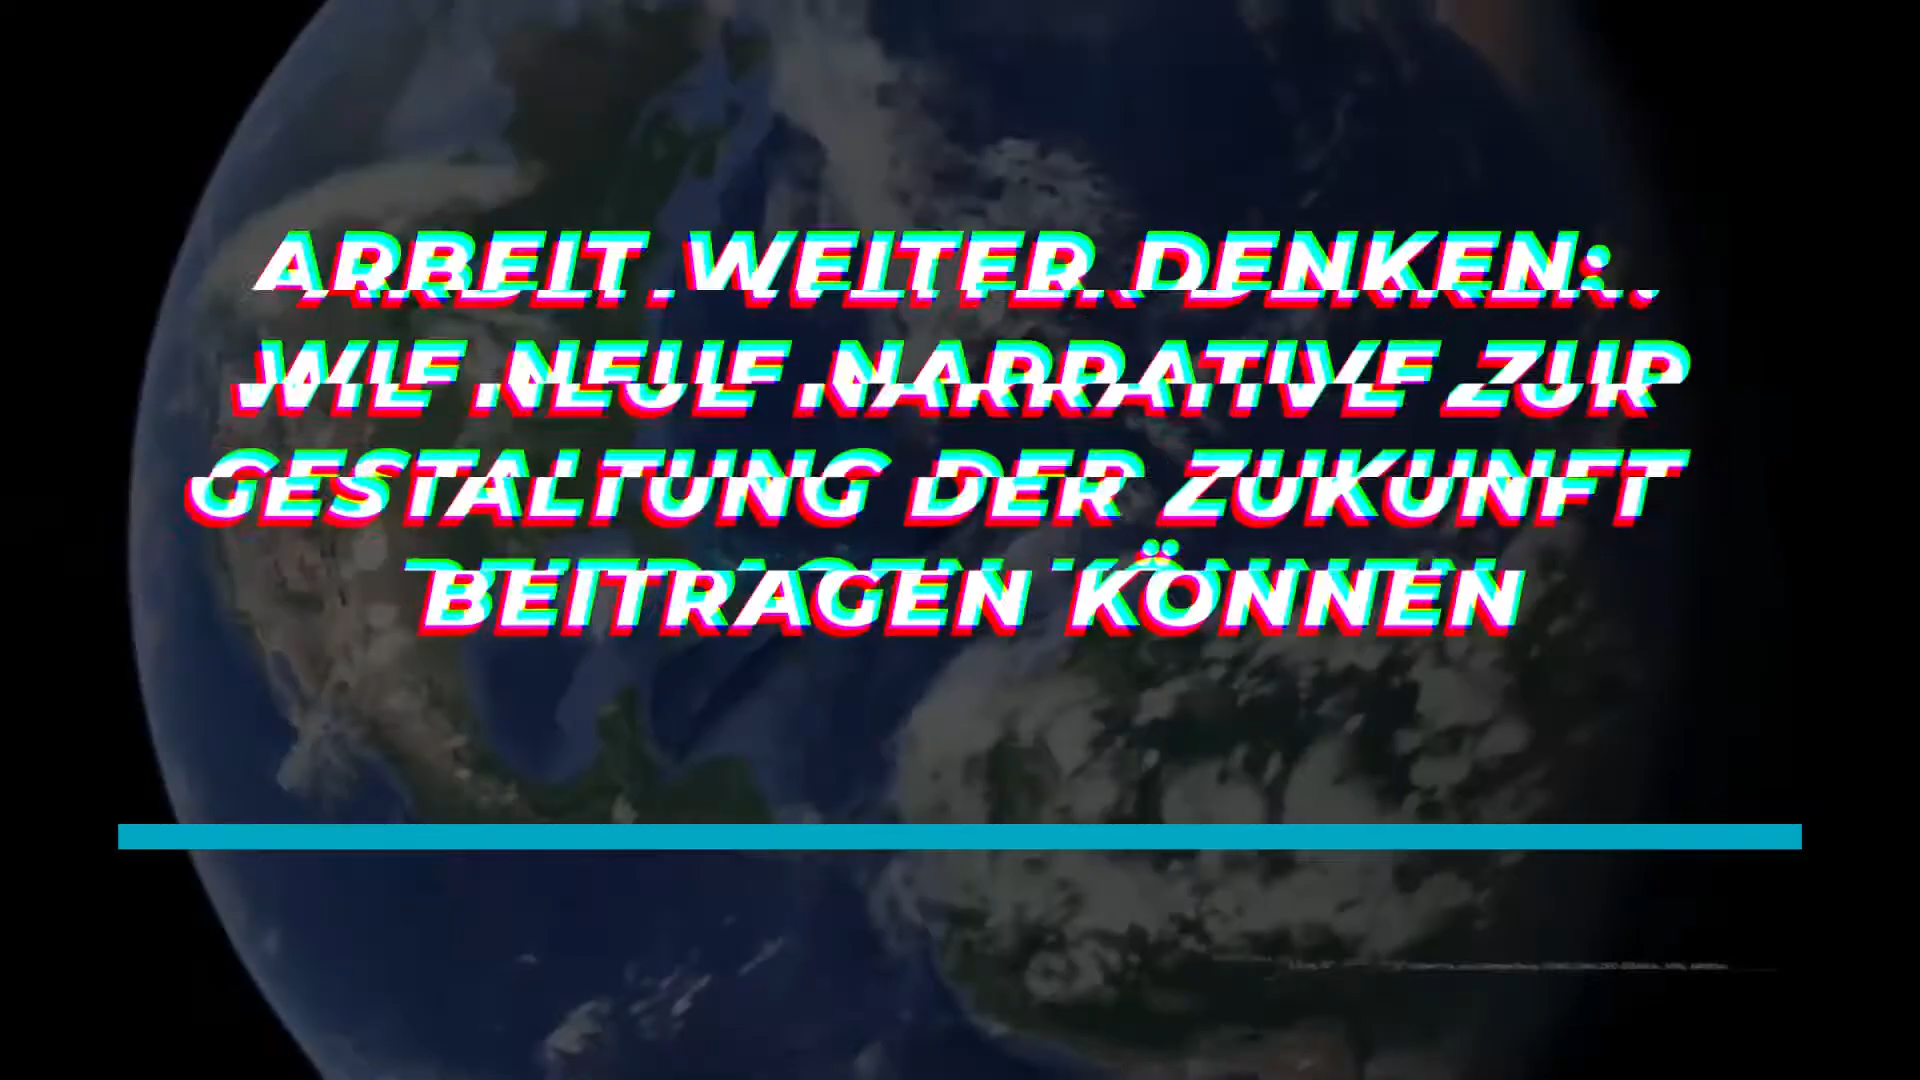 ARBEIT WEITER DENKEN:
WIE NEUE NARRATIVE ZUR
GESTALTUNG DER ZUKUNFT
BEITRAGEN KÖNNEN